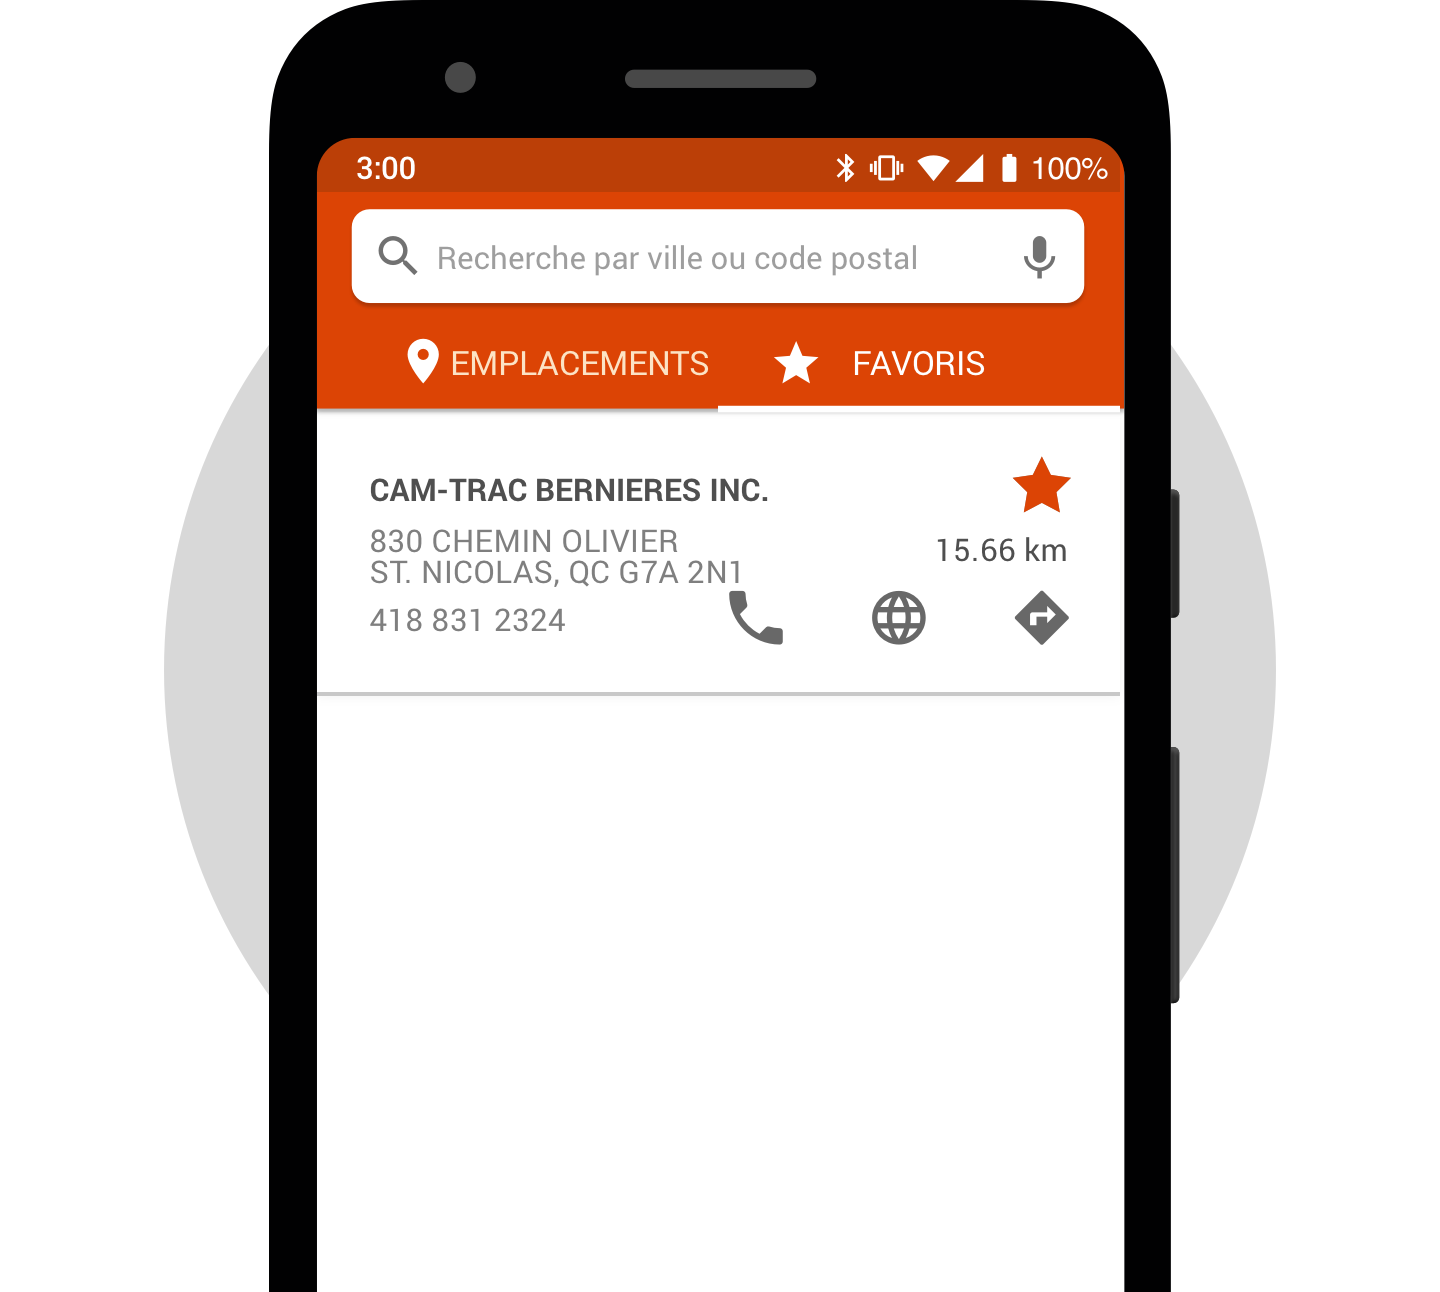 3:00 100%
Recherche par ville ou code postal
EMPLACEMENTS FAVORIS
CAM-TRAC BERNIERES INC.
830 CHEMIN OLIVIER
15.66 km
ST. NICOLAS, QC G7A 2N1
418 831 2324